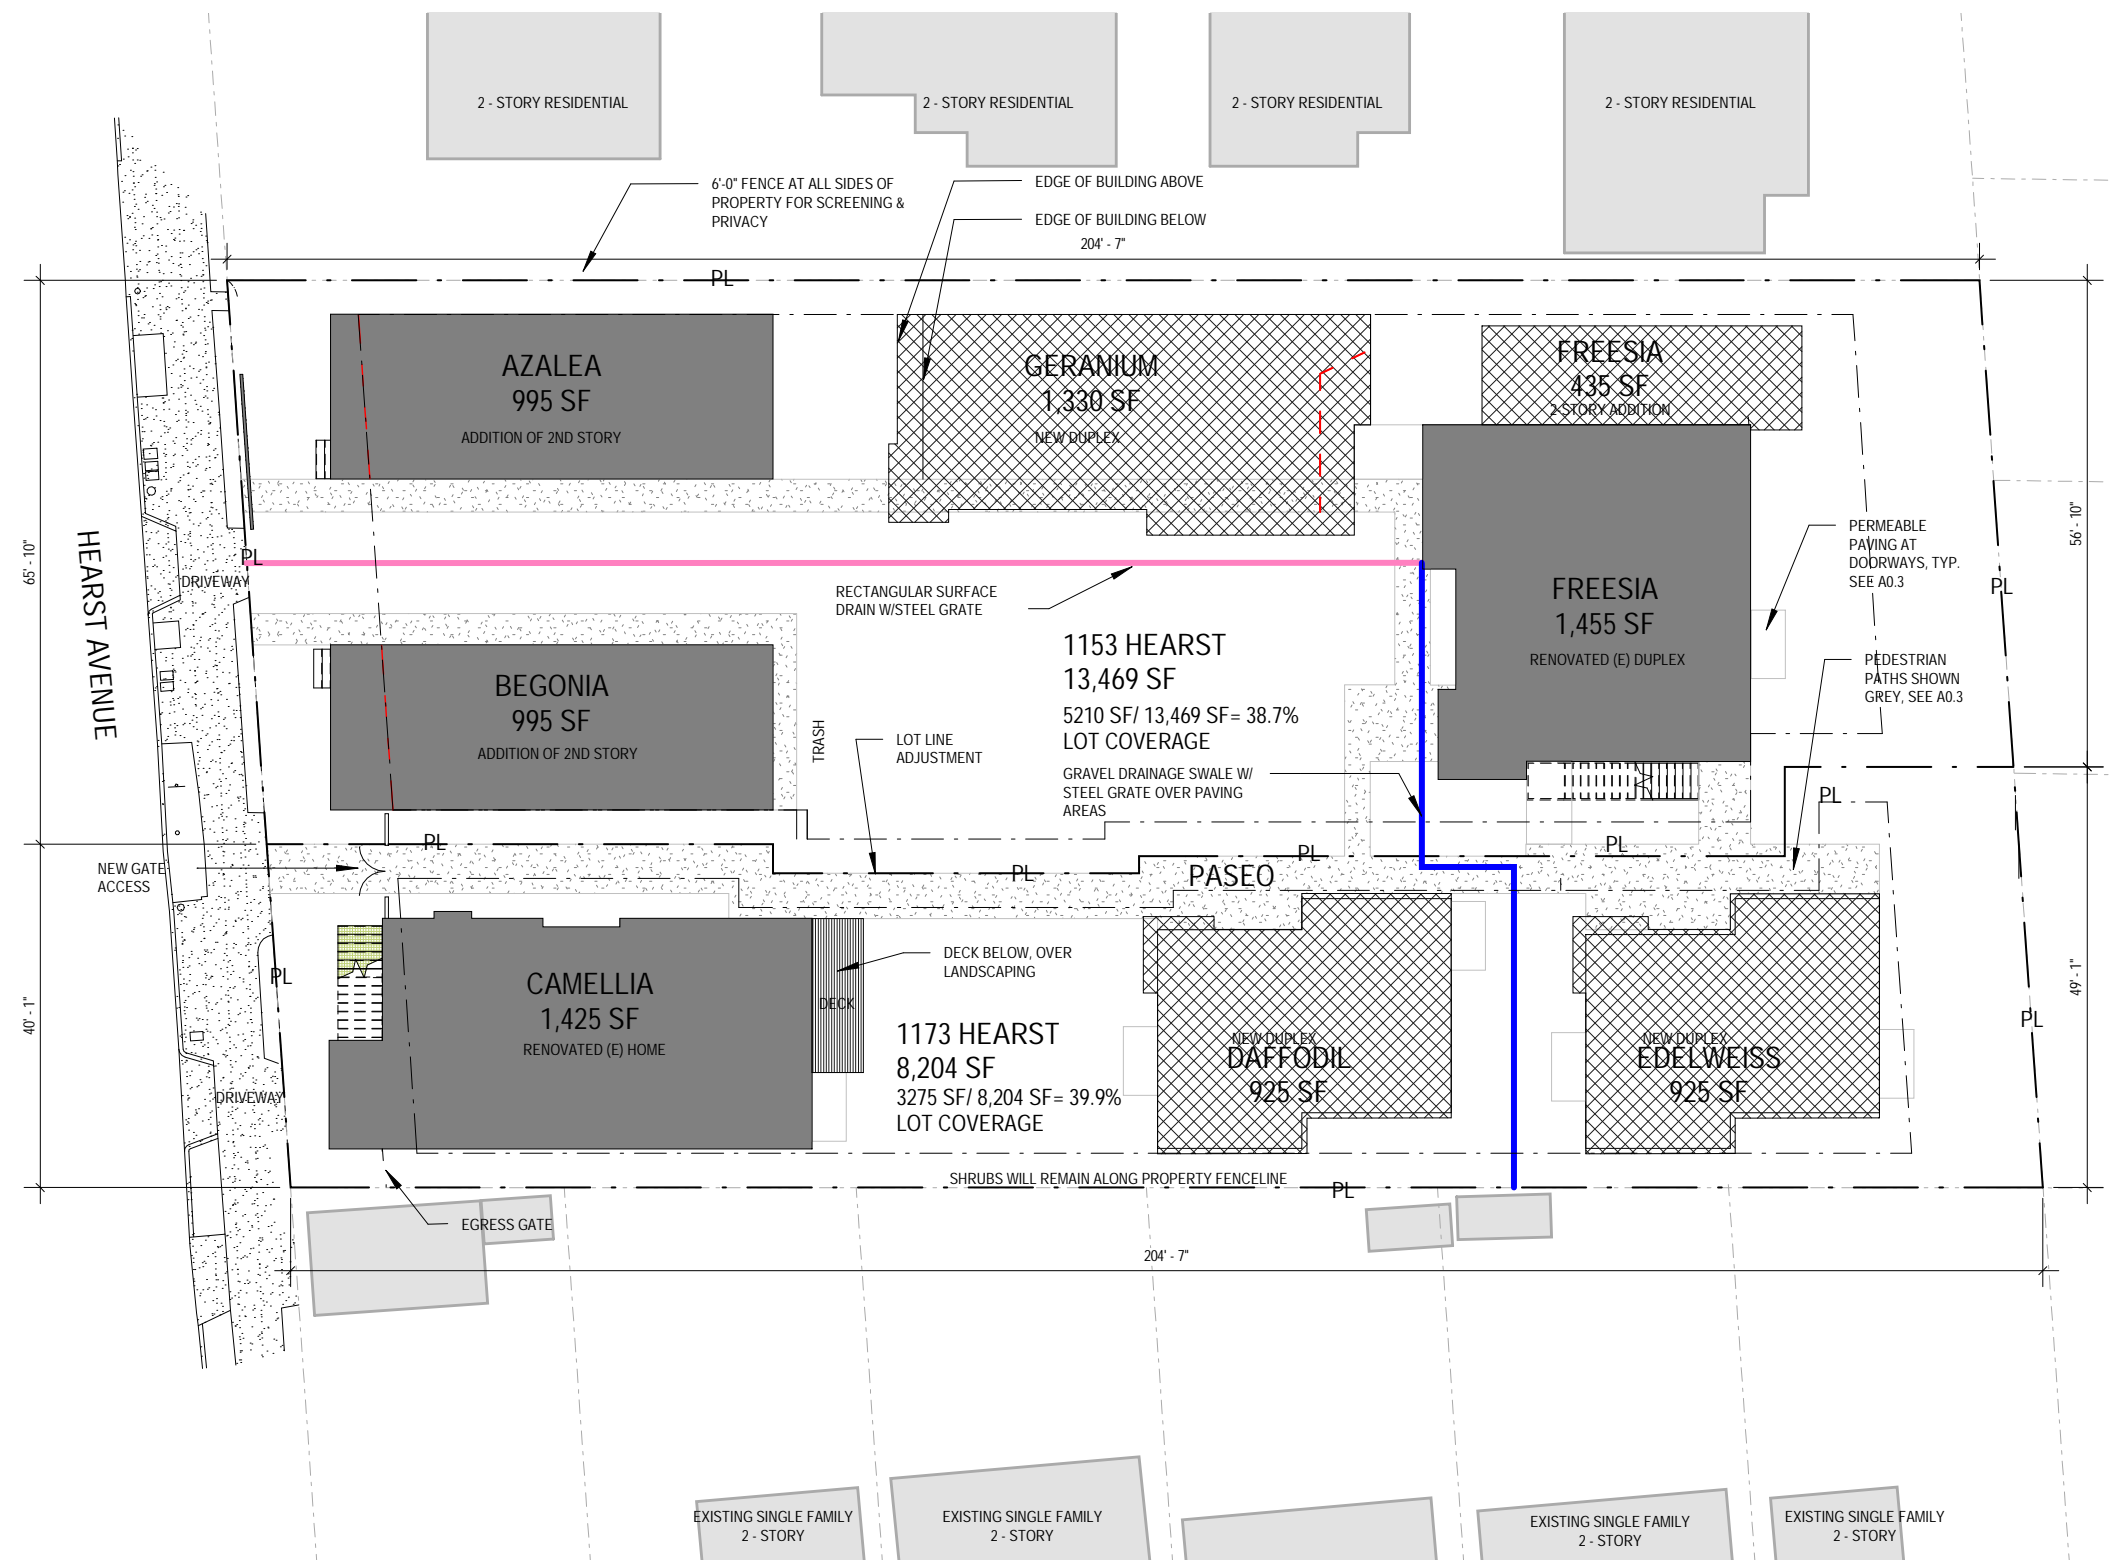 2 - STORY RESIDENTIAL
2 - STORY RESIDENTIAL
2 - STORY RESIDENTIAL
2 - STORY RESIDENTIAL
6'-0" FENCE AT ALL SIDES OF
PROPERTY FOR SCREENING &
PRIVACY
EDGE OF BUILDING ABOVE
EDGE OF BUILDING BELOW
204' - 7"
PL
AZALEA
995 SF
ADDITION OF 2ND STORY
GERANIUM
1,330 SF
NEW DUPLEX
FREESIA
435 SF
2 STORY ADDITION
65' - 10"
HEARST AVENUE
PL
DRIVEWAY
RECTANGULAR SURFACE
DRAIN W/STEEL GRATE
FREESIA
1,455 SF
RENOVATED (E) DUPLEX
PERMEABLE
PAVING AT
DOORWAYS, TYP.
SEE A0.3
56' - 10"
PL
BEGONIA
995 SF
ADDITION OF 2ND STORY
TRASH
LOT LINE
ADJUSTMENT
1153 HEARST
13,469 SF
5210 SF/ 13,469 SF= 38.7%
LOT COVERAGE
GRAVEL DRAINAGE SWALE W/
STEEL GRATE OVER PAVING
AREAS
PEDESTRIAN
PATHS SHOWN
GREY, SEE A0.3
PL
PL
PL
PL
PL
NEW GATE
ACCESS
PASEO
40' - 1"
PL
CAMELLIA
1,425 SF
RENOVATED (E) HOME
DECK
DECK BELOW, OVER
LANDSCAPING
1173 HEARST
8,204 SF
3275 SF/ 8,204 SF= 39.9%
LOT COVERAGE
NEW DUPLEX
DAFFODIL
925 SF
NEW DUPLEX
EDELWEISS
925 SF
49' - 1"
PL
DRIVEWAY
SHRUBS WILL REMAIN ALONG PROPERTY FENCELINE
PL
EGRESS GATE
204' - 7"
EXISTING SINGLE FAMILY
2 - STORY
EXISTING SINGLE FAMILY
2 - STORY
EXISTING SINGLE FAMILY
2 - STORY
EXISTING SINGLE FAMILY
2 - STORY